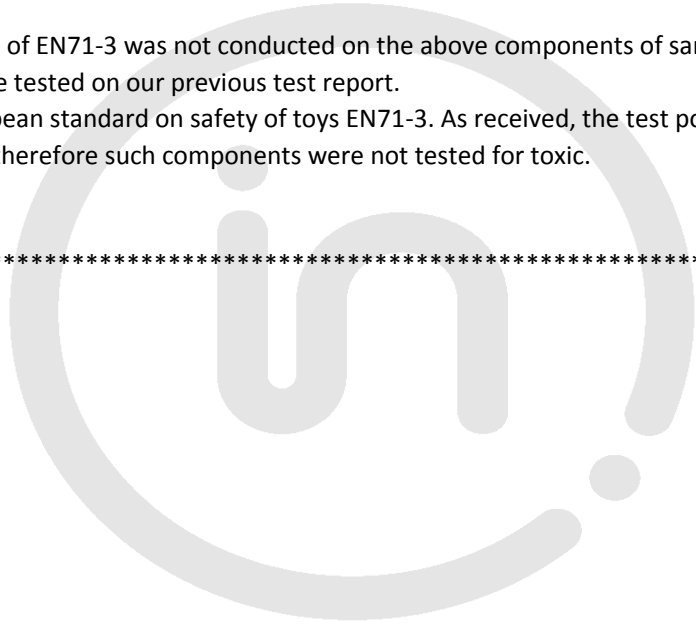 of EN71-3 was not conducted on the above components of sa
e tested on our previous test report.
pean standard on safety of toys EN71-3. As received, the test po
herefore such components were not tested for toxic.
**************************************************
in